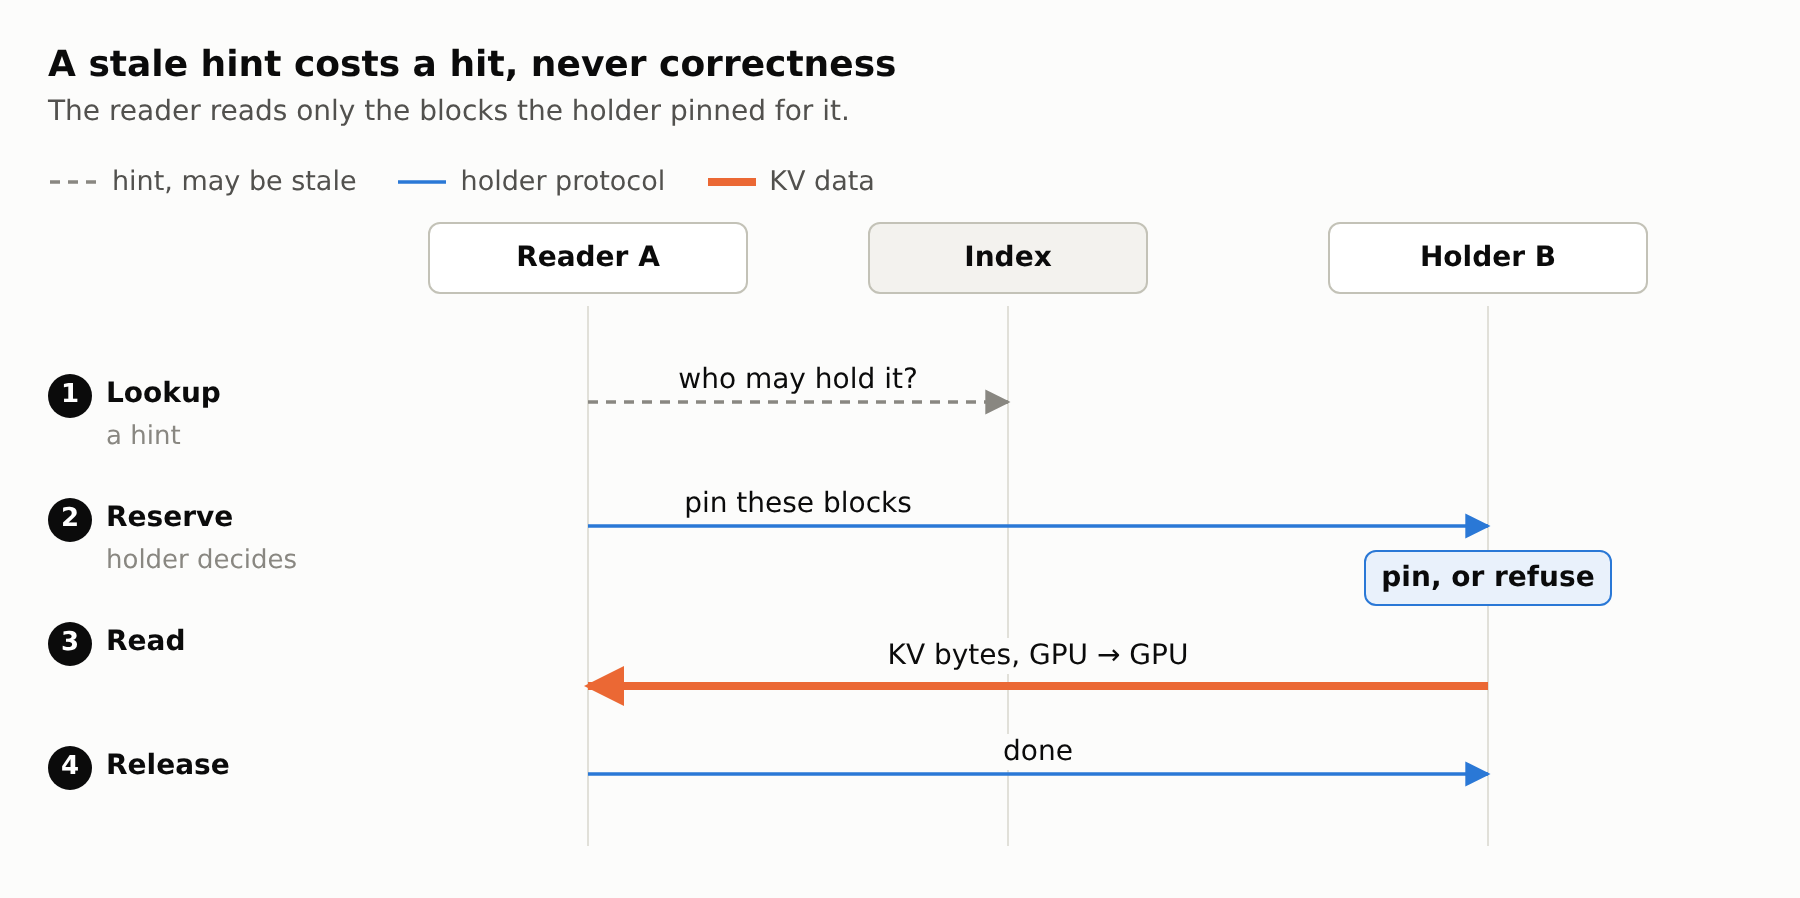 A stale hint costs a hit, never correctness
The reader reads only the blocks the holder pinned for it.
hint, may be stale holder protocol KV data
Reader A Index Holder B
who may hold it?
1 Lookup
a hint
pin these blocks
2 Reserve
holder decides
pin, or refuse
3 Read
KV bytes, GPU → GPU
done
4 Release